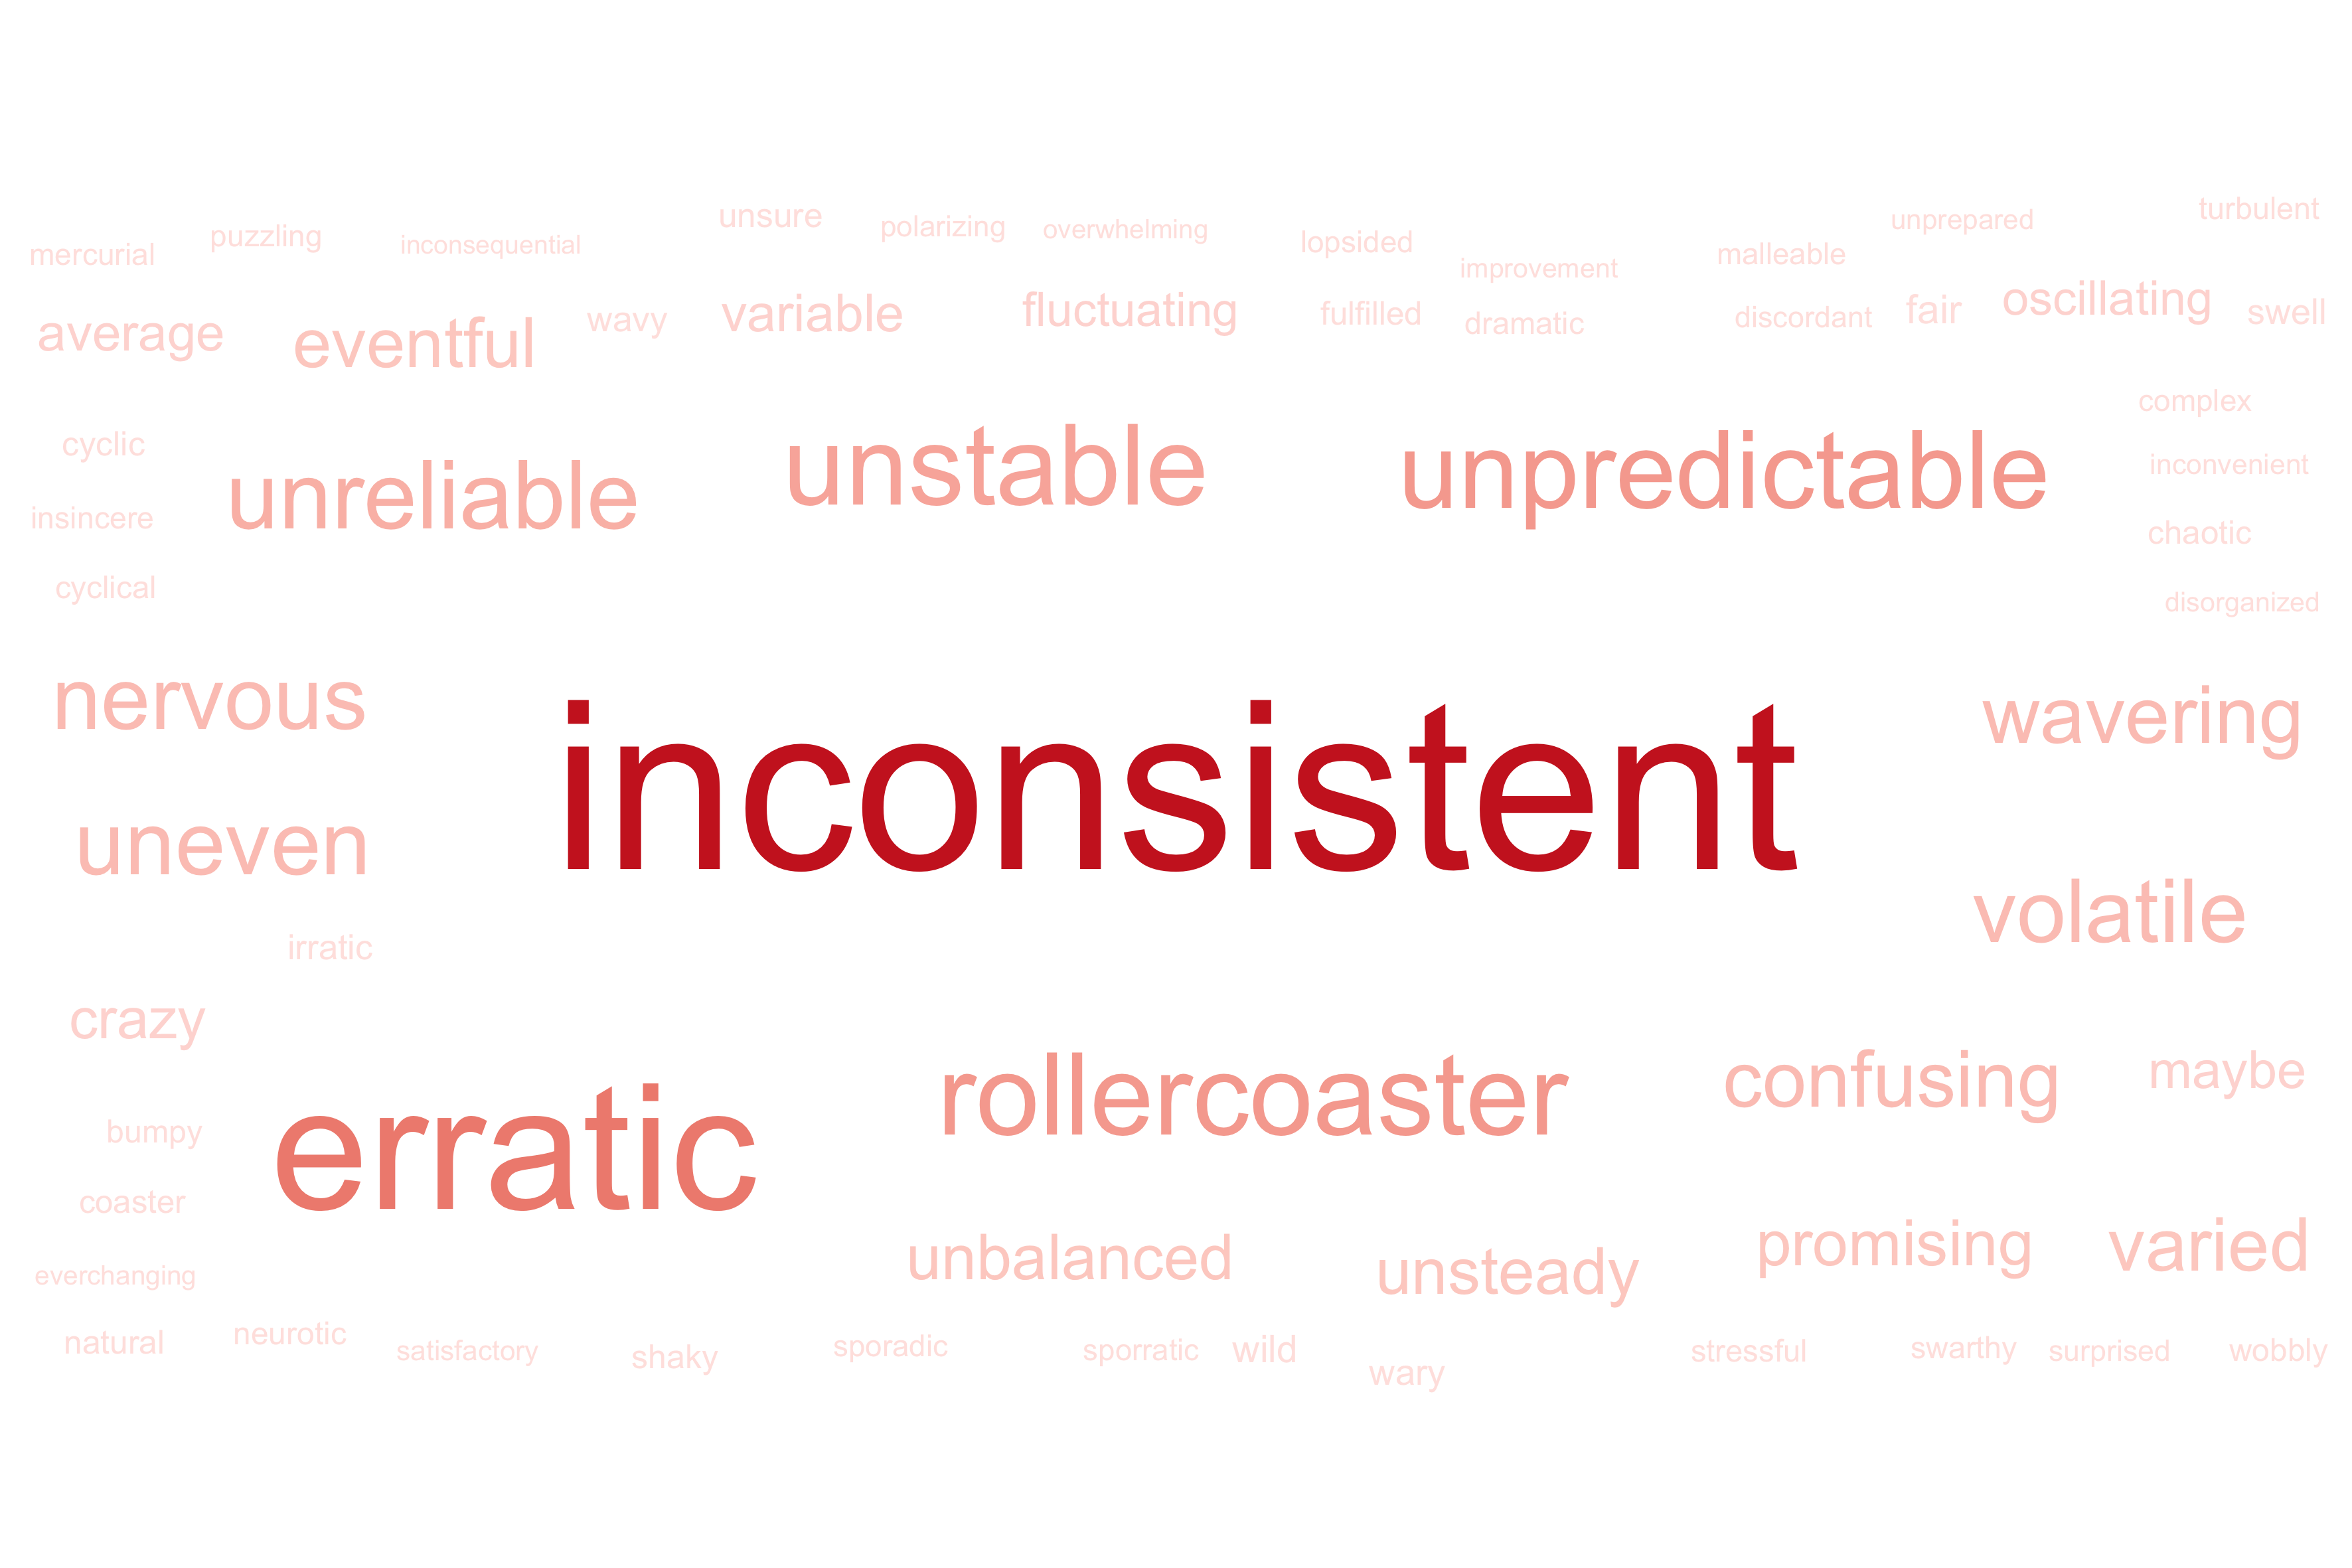 mercurial puzzling inconsequential unsure polarizing overwhelming lopsided improvement malleable unprepared turbulent
average eventful wavy variable fluctuating fulfilled dramatic discordant fair oscillating swell
cyclic unreliable unstable unpredictable complex
inconvenient
insincere chaotic
cyclical disorganized
nervous inconsistent wavering
uneven volatile
irratic
crazy rollercoaster confusing maybe
bumpy erratic
coaster
everchanging unbalanced unsteady promising varied
natural neurotic satisfactory shaky sporadic sporratic wild wary stressful swarthy surprised wobbly